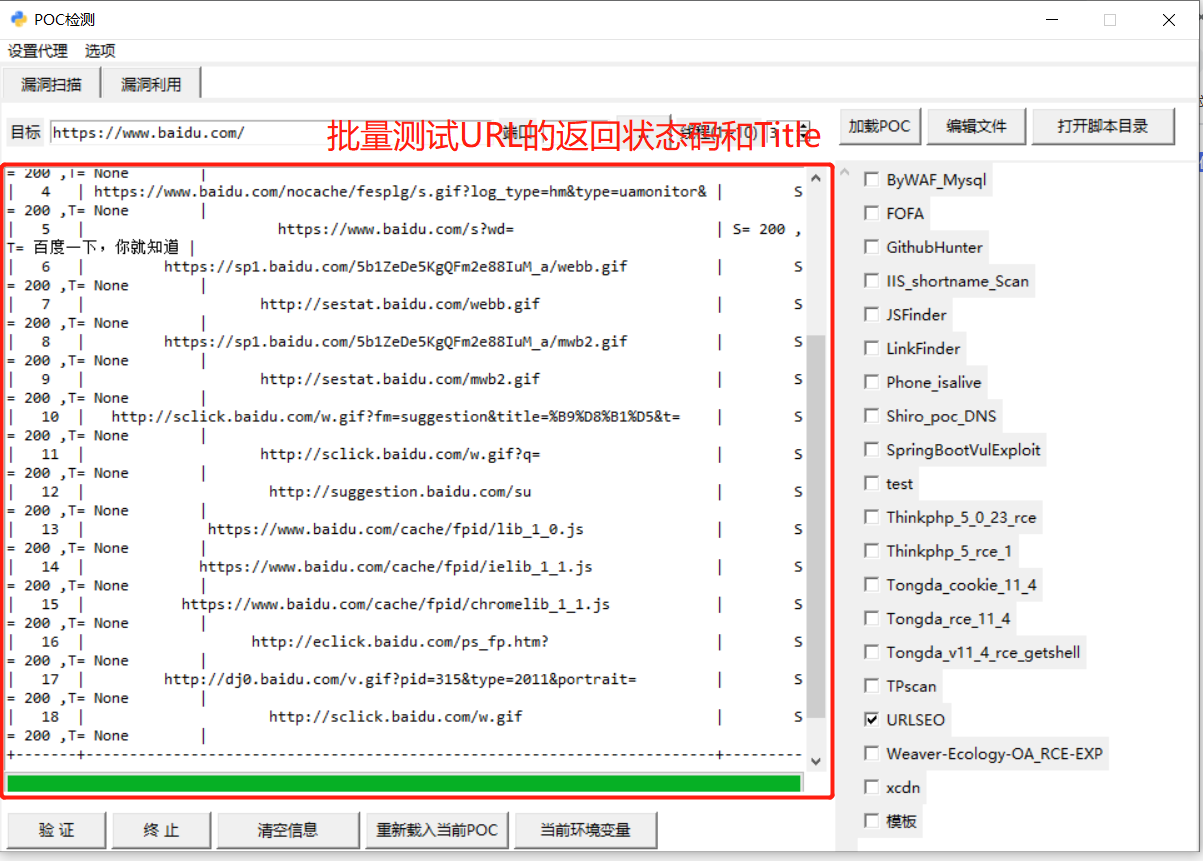 POC检测
设置代理 选项
漏洞扫描 漏洞利用
目标 https://www.baidu.com/ 加载POC 编辑文件 打开脚本目录
批量测试URL的返回状态码和Title
= 200 ,T= None |
| 4 | https://www.baidu.com/nocache/fesplg/s.gif?log_type=hm&type=uamonitor& | S
= 200 ,T= None |
| 5 | https://www.baidu.com/s?wd= | S= 200 ,
T= 百度一下，你就知道 |
| 6 | https://sp1.baidu.com/5b1ZeDe5KgQFm2e88IuM_a/webb.gif | S
= 200 ,T= None |
| 7 | http://sestat.baidu.com/webb.gif | S
= 200 ,T= None |
| 8 | https://sp1.baidu.com/5b1ZeDe5KgQFm2e88IuM_a/mwb2.gif | S
= 200 ,T= None |
| 9 | http://sestat.baidu.com/mwb2.gif | S
= 200 ,T= None |
| 10 | http://sclick.baidu.com/w.gif?fm=suggestion&title=%B9%D8%B1%D5&t= | S
= 200 ,T= None |
| 11 | http://sclick.baidu.com/w.gif?q= | S
= 200 ,T= None |
| 12 | http://suggestion.baidu.com/su | S
= 200 ,T= None |
| 13 | https://www.baidu.com/cache/fpid/lib_1_0.js | S
= 200 ,T= None |
| 14 | https://www.baidu.com/cache/fpid/ielib_1_1.js | S
= 200 ,T= None |
| 15 | https://www.baidu.com/cache/fpid/chromelib_1_1.js | S
= 200 ,T= None |
| 16 | http://eclick.baidu.com/ps_fp.htm? | S
= 200 ,T= None |
| 17 | http://dj0.baidu.com/v.gif?pid=315&type=2011&portrait= | S
= 200 ,T= None |
| 18 | http://sclick.baidu.com/w.gif | S
= 200 ,T= None |
ByWAF_Mysql
FOFA
GithubHunter
IIS_shortname_Scan
JSFinder
LinkFinder
Phone_isalive
Shiro_poc_DNS
SpringBootVulExploit
test
Thinkphp_5_0_23_rce
Thinkphp_5_rce_1
Tongda_cookie_11_4
Tongda_rce_11_4
Tongda_v11_4_rce_getshell
TPscan
URLSEO
Weaver-Ecology-OA_RCE-EXP
xcdn
模板
验 证 终 止 清空信息 重新载入当前POC 当前环境变量